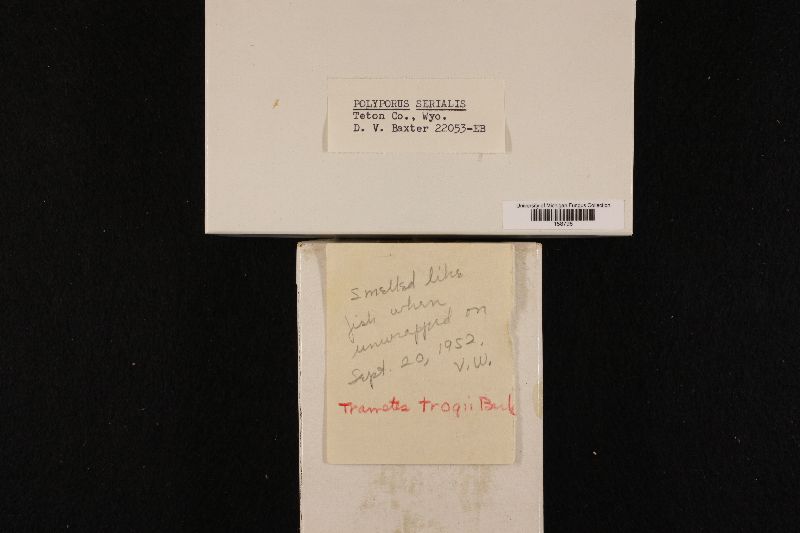 POLYPORUS SERIALIS
Teton Co., Wyo.
D. V. Baxter 22053-EB
University of Michigan Fungus Collection
Smelled like
fish when
unwrapped on
Sept. 20, 1952.
V.W.
Trametes trogii Berk